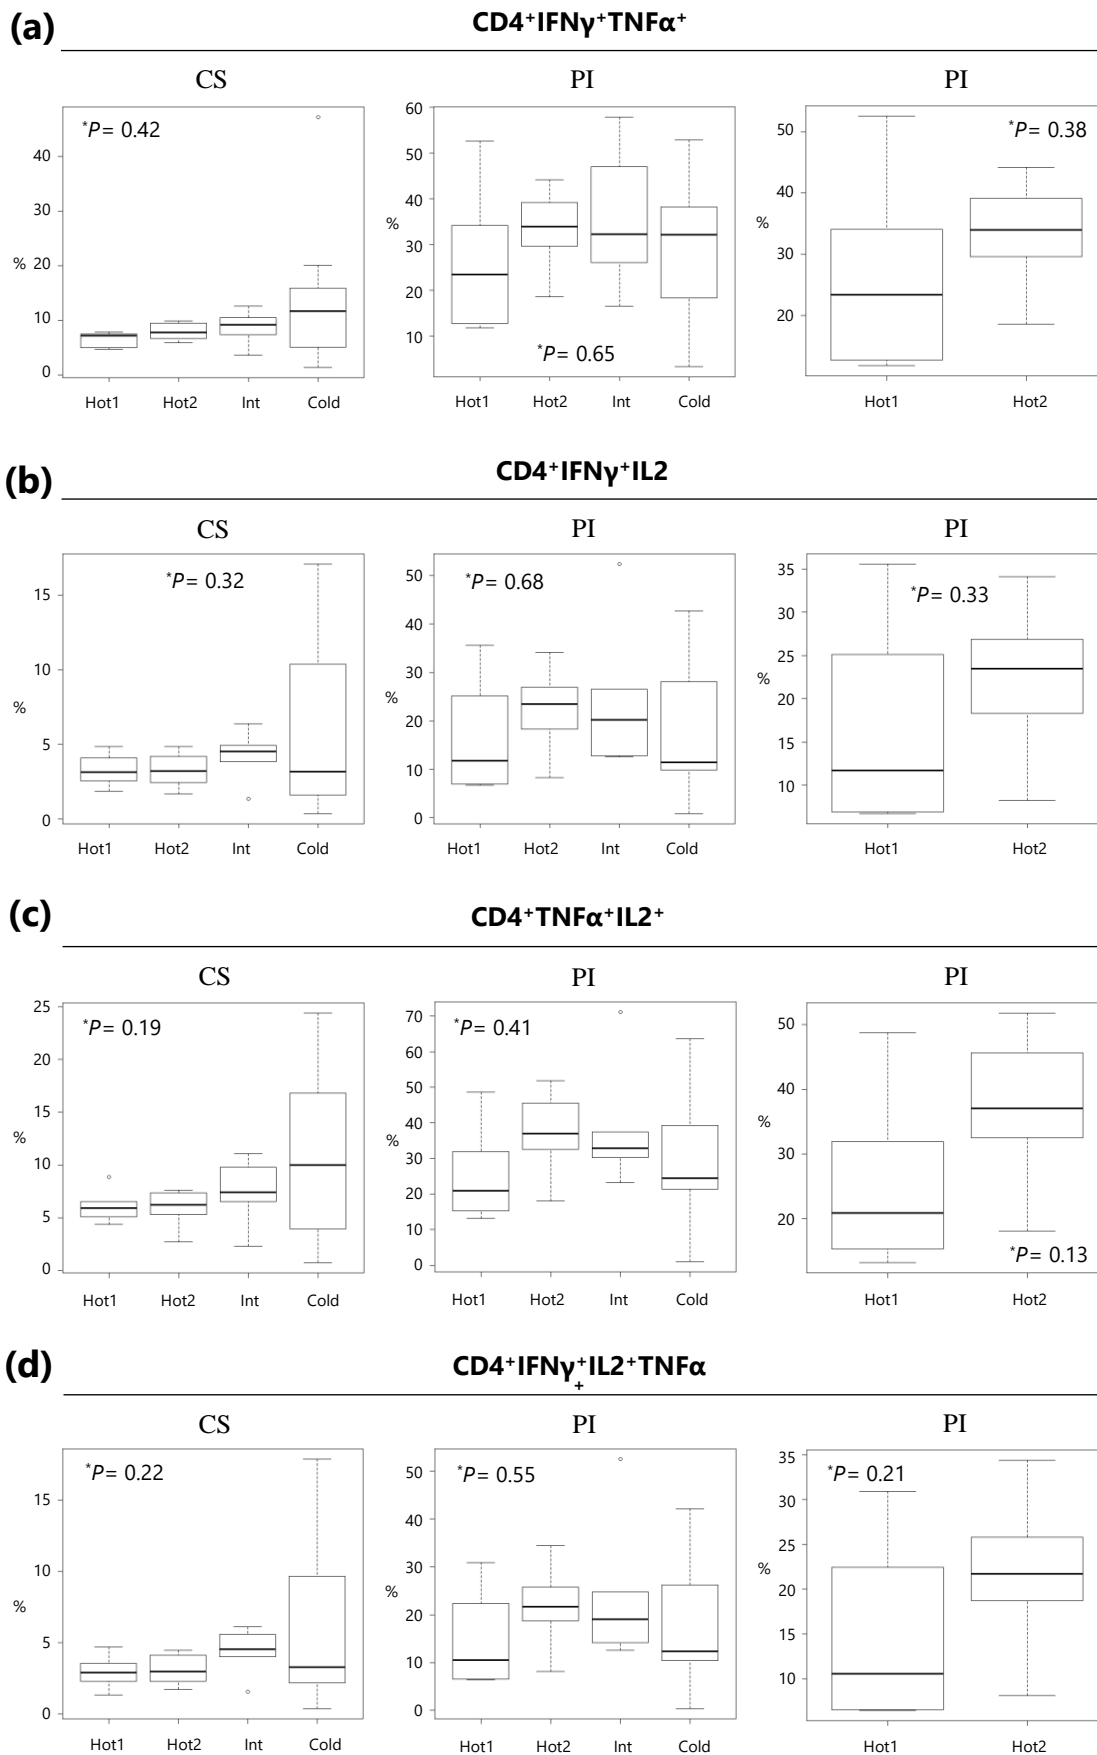 (a) CD4⁺IFNγ⁺TNFα⁺
CS PI PI
*P= 0.42
*P= 0.65
*P= 0.38
%
40
30
20
10
0
Hot1 Hot2 Int Cold
%
60
50
40
30
20
10
Hot1 Hot2 Int Cold
%
50
40
30
20
Hot1 Hot2
(b) CD4⁺IFNγ⁺IL2
CS PI PI
*P= 0.32
*P= 0.68
*P= 0.33
%
15
10
5
0
Hot1 Hot2 Int Cold
%
50
40
30
20
10
0
Hot1 Hot2 Int Cold
%
35
30
25
20
15
10
Hot1 Hot2
(c) CD4⁺TNFα⁺IL2⁺
CS PI PI
*P= 0.19
*P= 0.41
*P= 0.13
%
25
20
15
10
5
0
Hot1 Hot2 Int Cold
%
70
60
50
40
30
20
10
0
Hot1 Hot2 Int Cold
%
50
40
30
20
Hot1 Hot2
(d) CD4⁺IFNγ⁺IL2⁺TNFα
+
CS PI PI
*P= 0.22
*P= 0.55
*P= 0.21
%
15
10
5
0
Hot1 Hot2 Int Cold
%
50
40
30
20
10
0
Hot1 Hot2 Int Cold
%
35
30
25
20
15
10
Hot1 Hot2